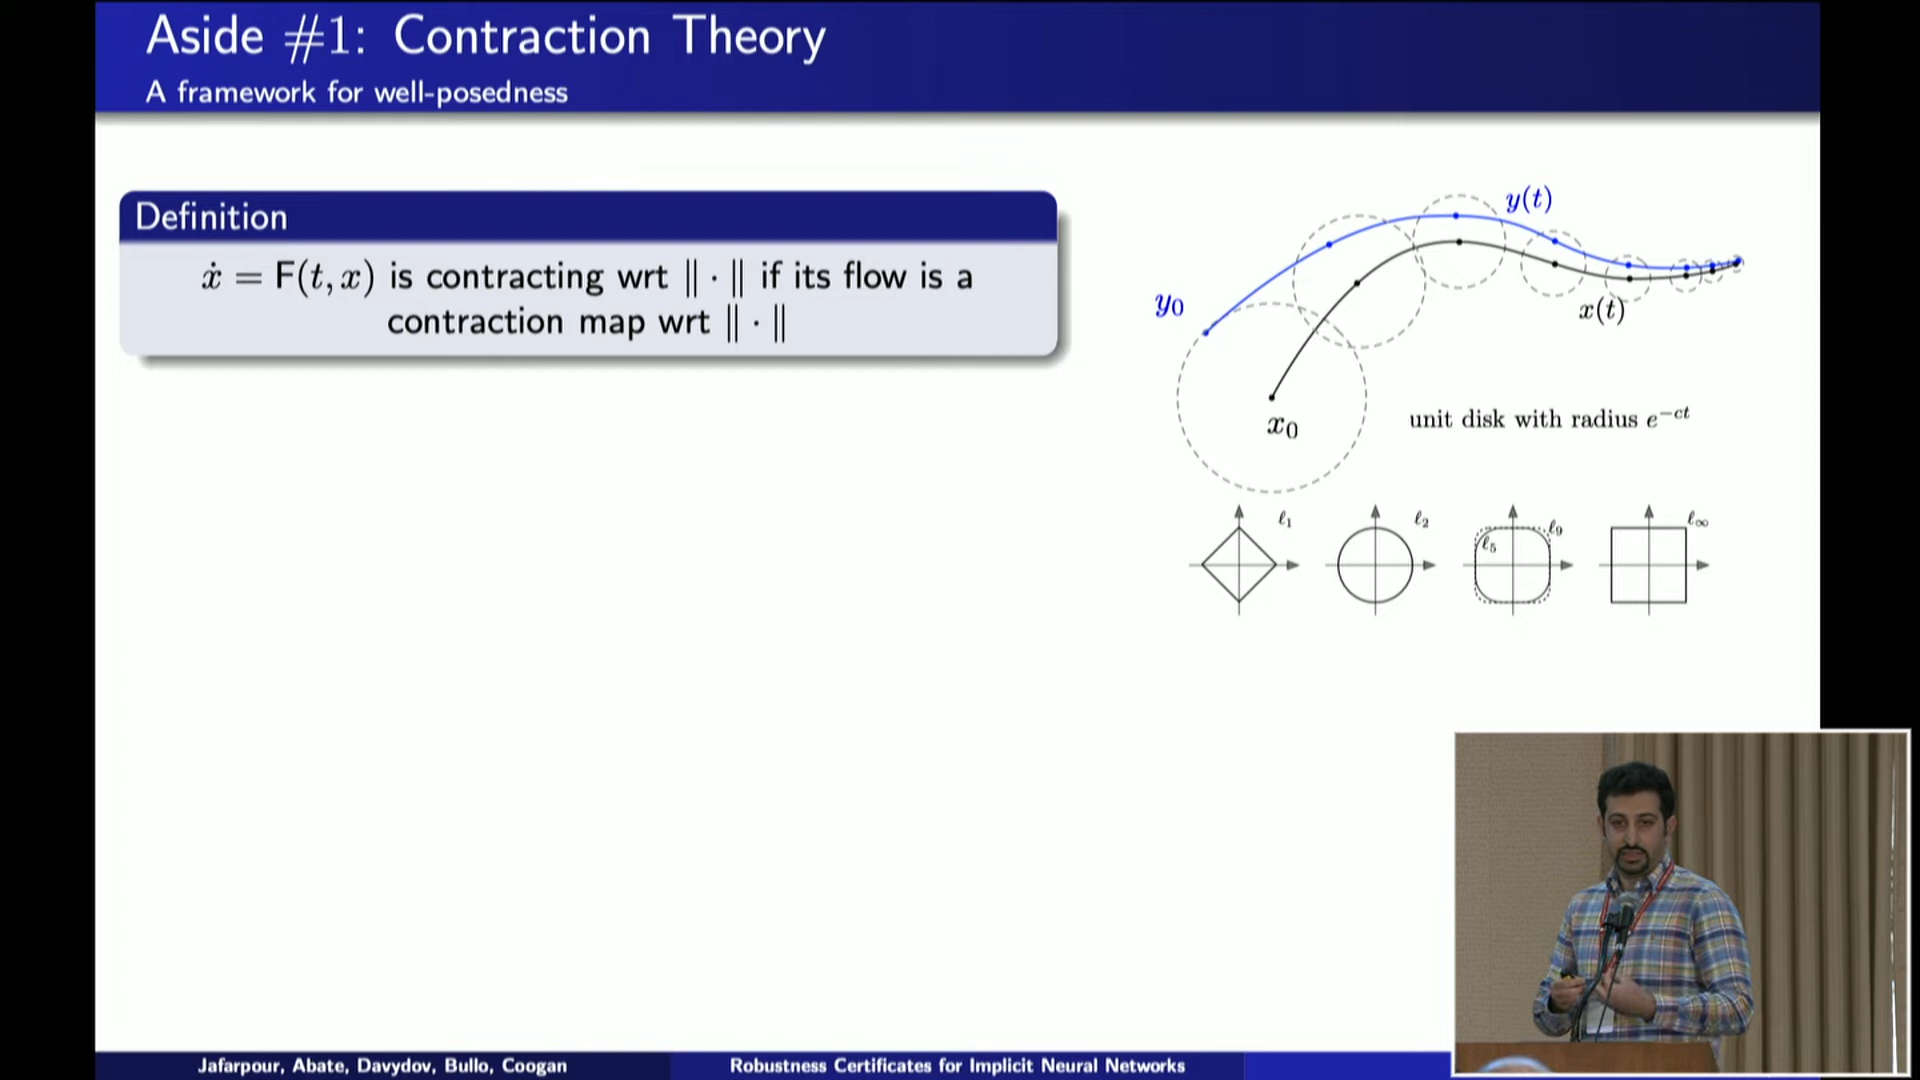 Aside #1: Contraction Theory
A framework for well-posedness
Definition
ẋ = F(t, x) is contracting wrt ‖ · ‖ if its flow is a
contraction map wrt ‖ · ‖
y(t)
y₀
x(t)
x₀
unit disk with radius e^{−ct}
ℓ₁
ℓ₂
ℓ₉
ℓ₅
ℓ∞
Jafarpour, Abate, Davydov, Bullo, Coogan
Robustness Certificates for Implicit Neural Networks